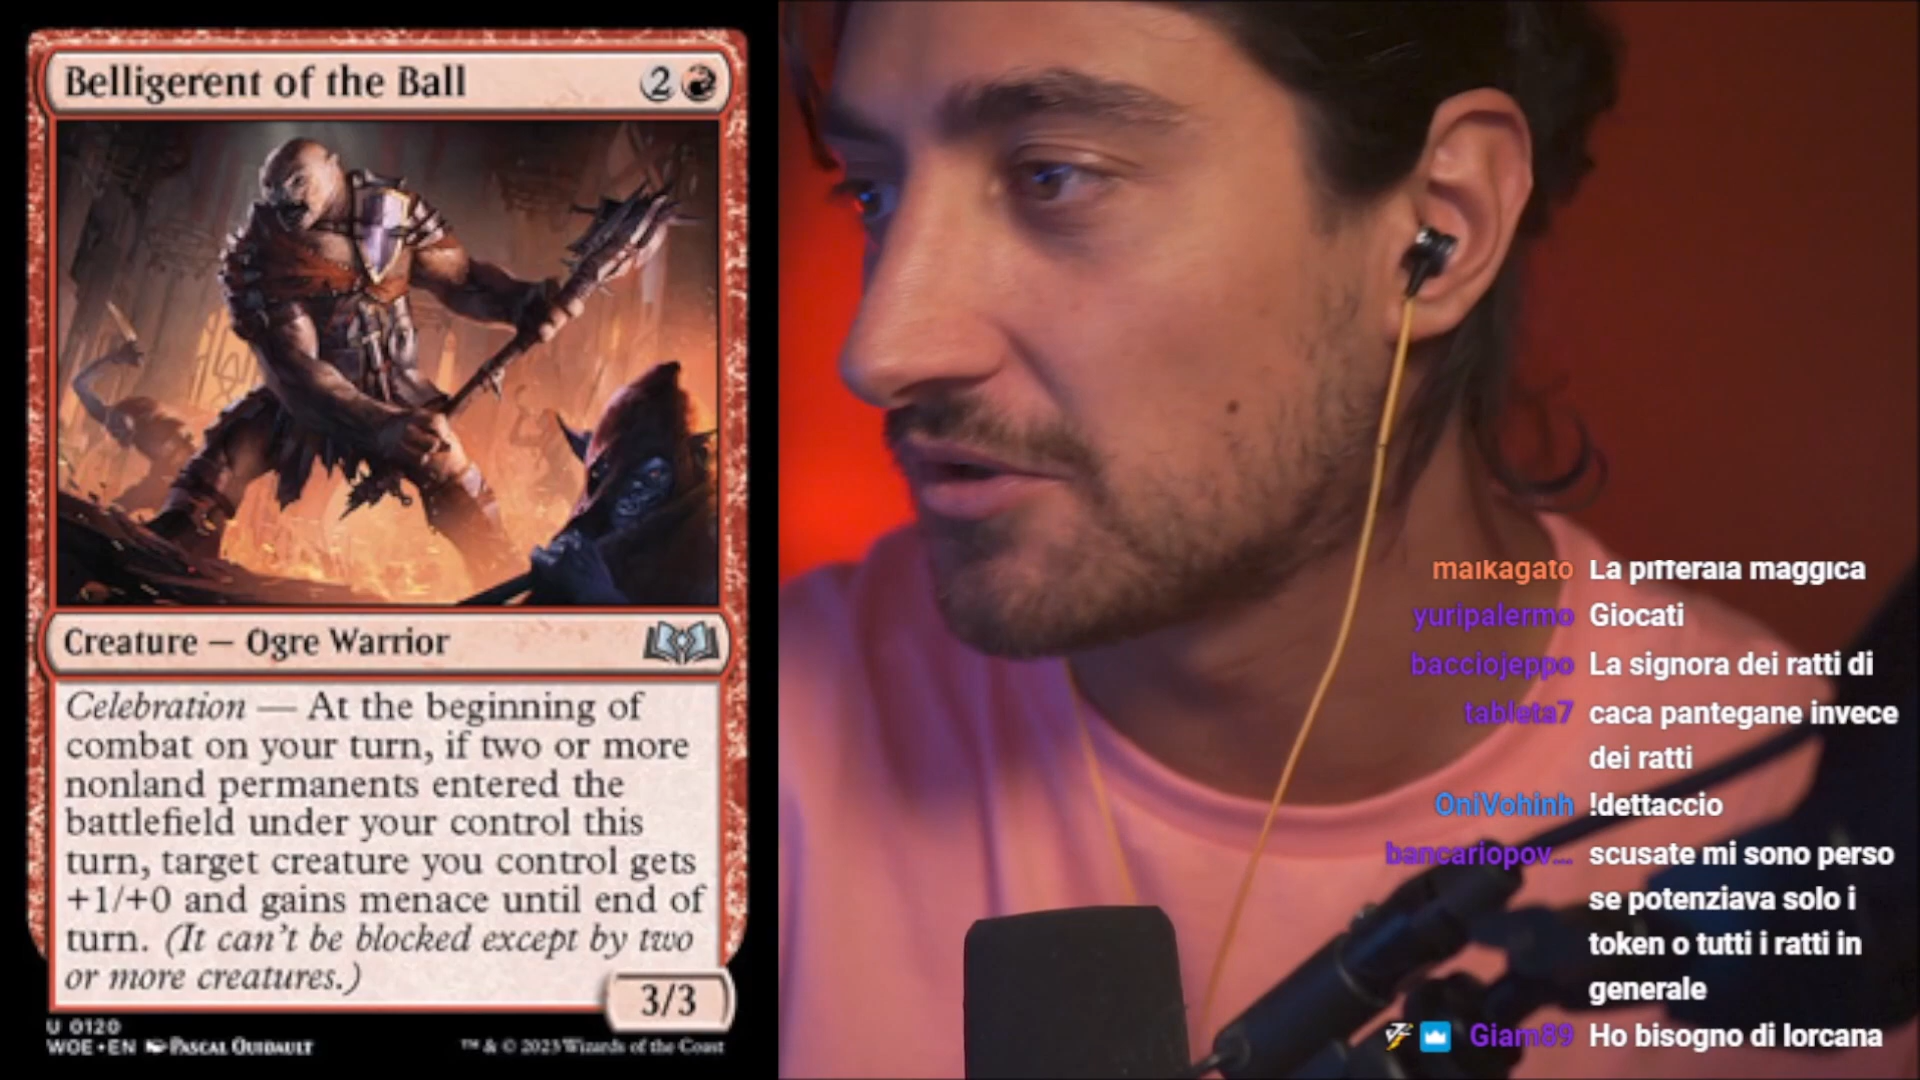 Belligerent of the Ball 2
Creature — Ogre Warrior
Celebration — At the beginning of
combat on your turn, if two or more
nonland permanents entered the
battlefield under your control this
turn, target creature you control gets
+1/+0 and gains menace until end of
turn. (It can't be blocked except by two
or more creatures.)
3/3
U 0120
WOE • EN PASCAL QUIDAULT
™ & © 2023 Wizards of the Coast
maikagato La pifferaia maggica
yuripalermo Giocati
bacciojeppo La signora dei ratti di
tableta7 caca pantegane invece
dei ratti
OniVohinh !dettaccio
bancariopov... scusate mi sono perso
se potenziava solo i
token o tutti i ratti in
generale
Giam89 Ho bisogno di lorcana